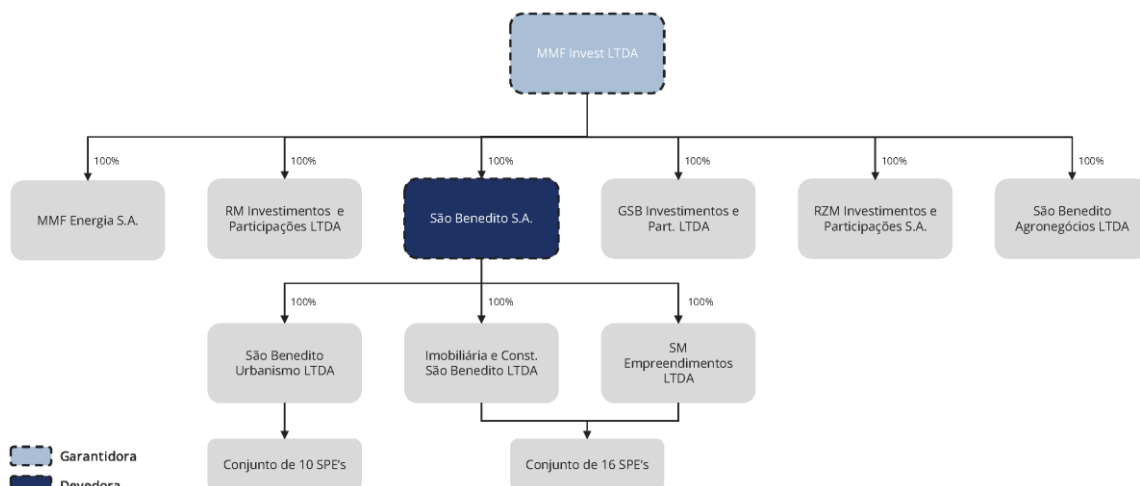 MMF Invest LTDA
100%
100%
100%
100%
100%
100%
MMF Energia S.A.
RM Investimentos e
Participações LTDA
São Benedito S.A.
GSB Investimentos e
Part. LTDA
RZM Investimentos e
Participações S.A.
São Benedito
Agronegócios LTDA
100%
100%
100%
São Benedito
Urbanismo LTDA
Imobiliária e Const.
São Benedito LTDA
SM
Empreendimentos
LTDA
Conjunto de 10 SPE's
Conjunto de 16 SPE's
Garantidora
Devedora